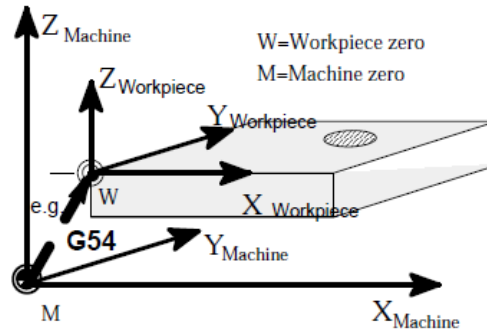 Z Machine
W=Workpiece zero
M=Machine zero
Z Workpiece
Y Workpiece
e.g.
W
X Workpiece
G54
Y Machine
M
X Machine